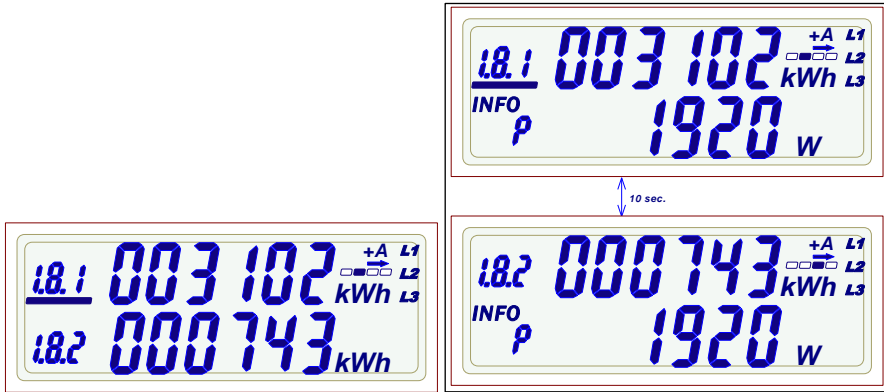 1.8.1 003102 +A L1
kWh L2
L3
1.8.2 000743 kWh
1.8.1 003102 +A L1
kWh L2
L3
INFO
P 1920 W
10 sec.
1.8.2 000743 +A L1
kWh L2
L3
INFO
P 1920 W